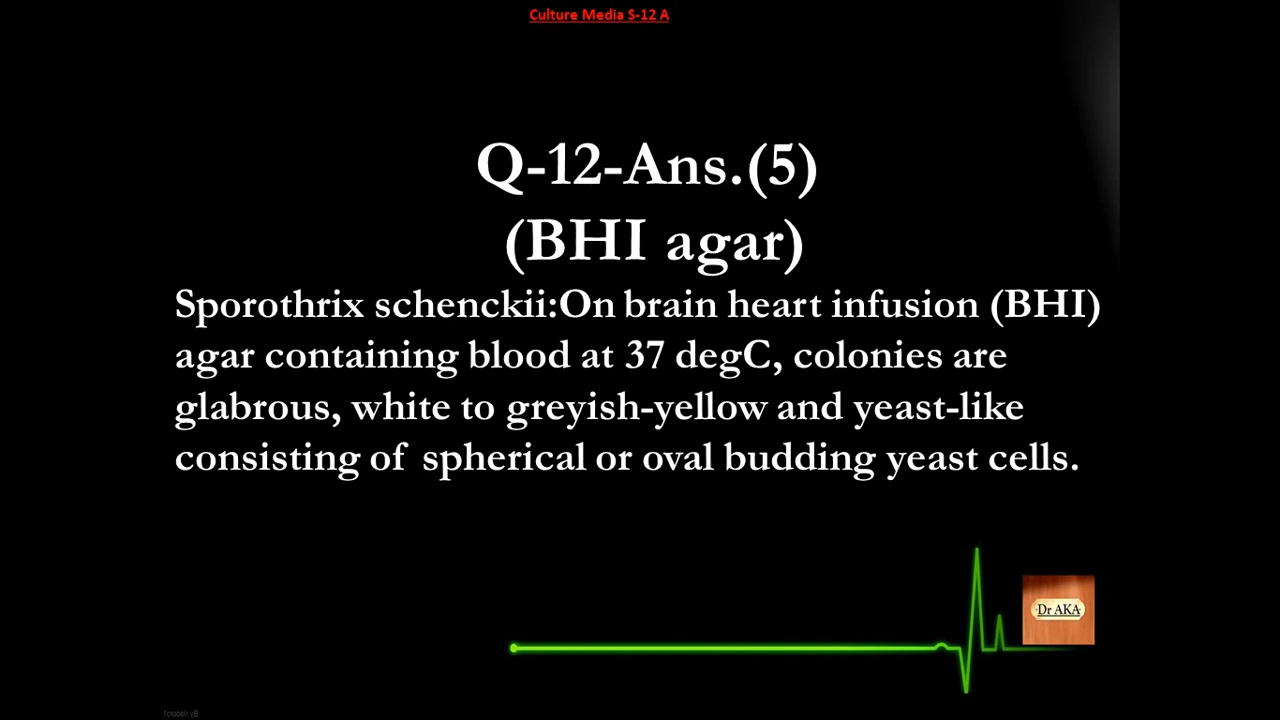 Culture Media S-12 A
Q-12-Ans.(5)
(BHI agar)
Sporothrix schenckii:On brain heart infusion (BHI)
agar containing blood at 37 degC, colonies are
glabrous, white to greyish-yellow and yeast-like
consisting of spherical or oval budding yeast cells.
Dr AKA